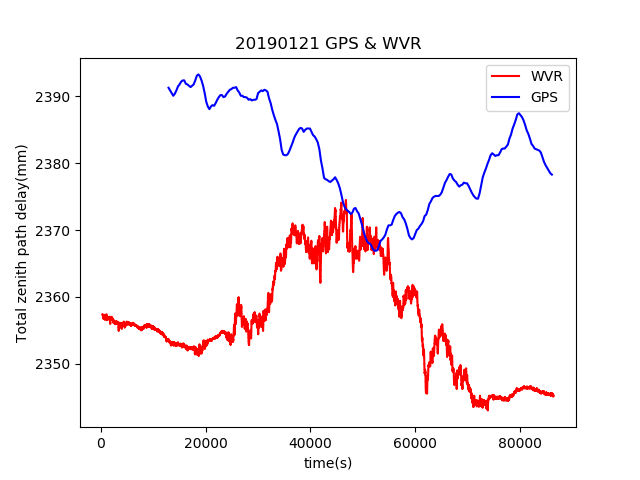 20190121 GPS & WVR
WVR
GPS
Total zenith path delay(mm)
2390
2380
2370
2360
2350
0 20000 40000 60000 80000
time(s)